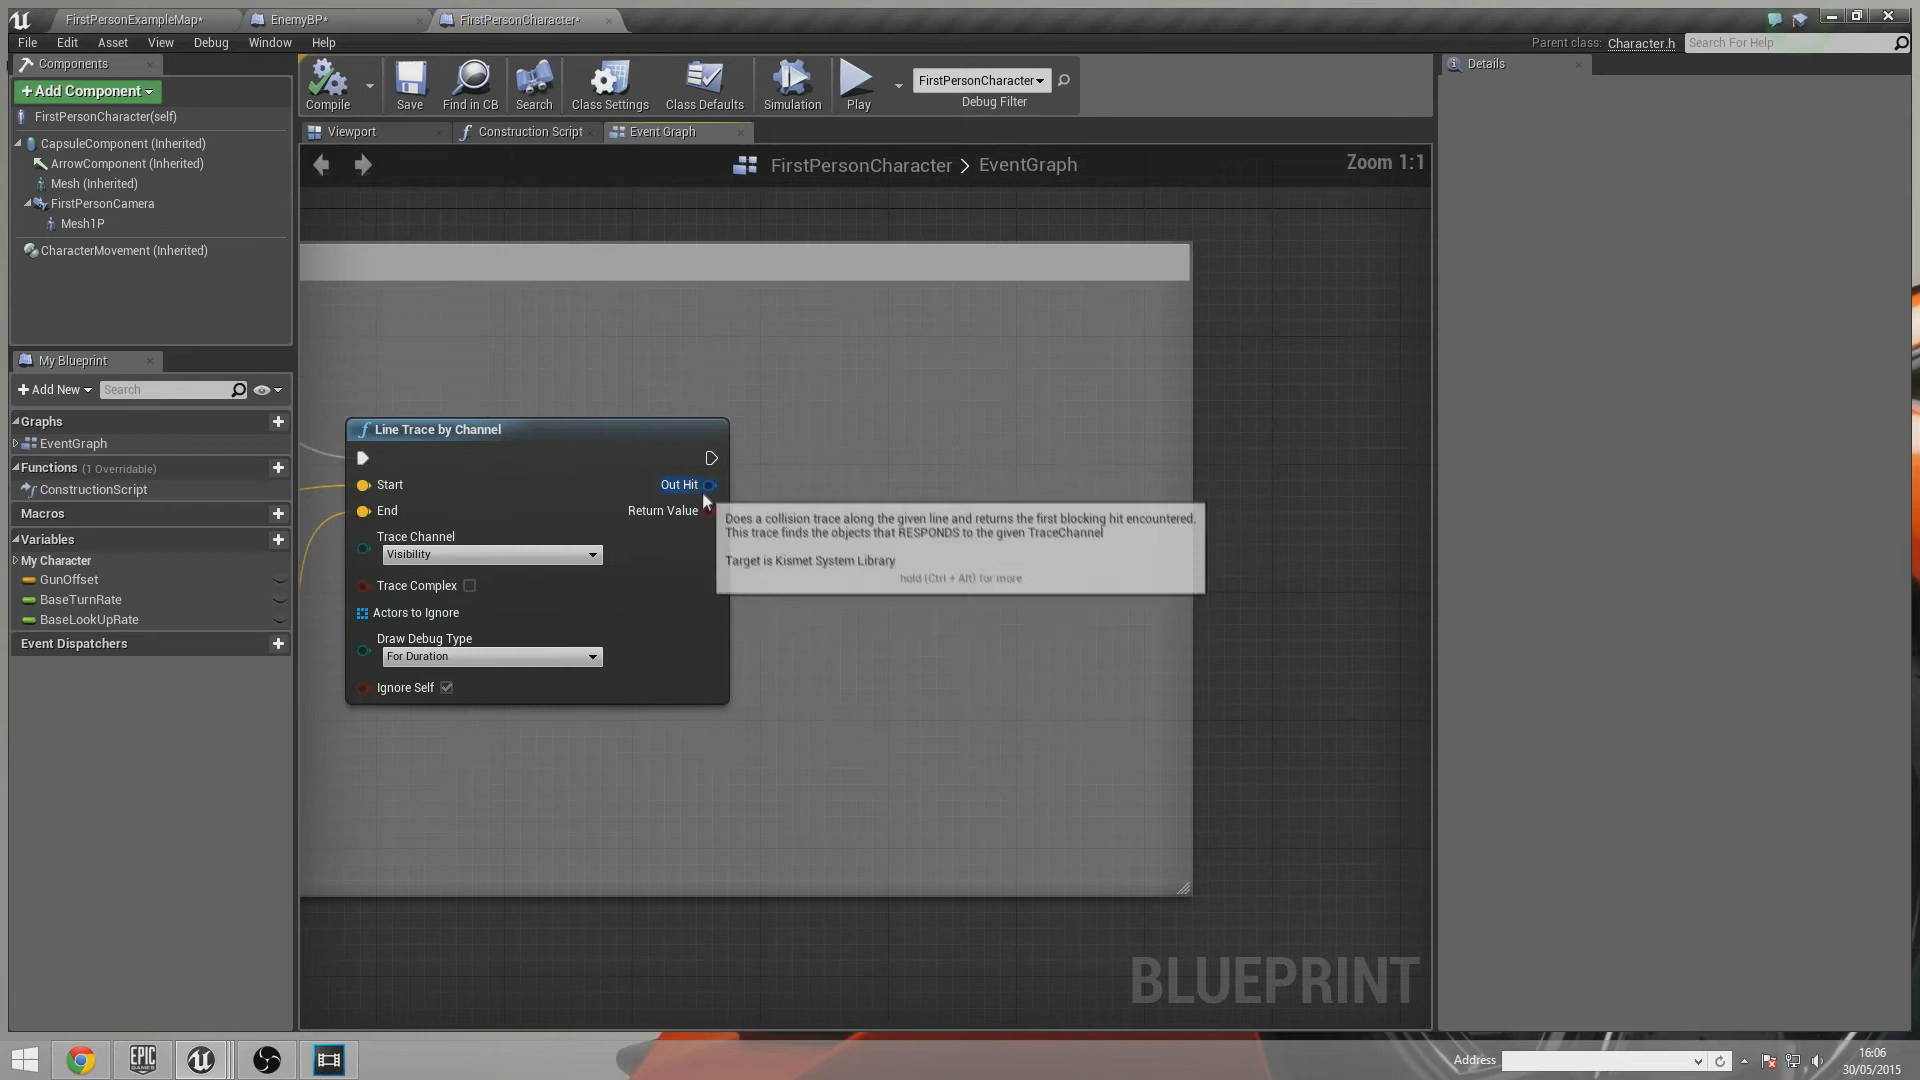 FirstPersonExampleMap*
EnemyBP*
FirstPersonCharacter*
File Edit Asset View Debug Window Help
Parent class: Character.h Search For Help
Components
+Add Component
FirstPersonCharacter(self)
CapsuleComponent (Inherited)
ArrowComponent (Inherited)
Mesh (Inherited)
FirstPersonCamera
Mesh1P
CharacterMovement (Inherited)
My Blueprint
+Add New Search
Graphs
EventGraph
Functions (1 Overridable)
ConstructionScript
Macros
Variables
My Character
GunOffset
BaseTurnRate
BaseLookUpRate
Event Dispatchers
Compile
Save
Find in CB
Search
Class Settings
Class Defaults
Simulation
Play
FirstPersonCharacter
Debug Filter
Viewport
Construction Script
Event Graph
FirstPersonCharacter > EventGraph
Zoom 1:1
Line Trace by Channel
Start
Out Hit
End
Return Value
Trace Channel
Visibility
Trace Complex
Actors to Ignore
Draw Debug Type
For Duration
Ignore Self
Does a collision trace along the given line and returns the first blocking hit encountered.
This trace finds the objects that RESPONDS to the given TraceChannel
Target is Kismet System Library
hold (Ctrl + Alt) for more
BLUEPRINT
Details
EPIC
GAMES
Address
16:06
30/05/2015